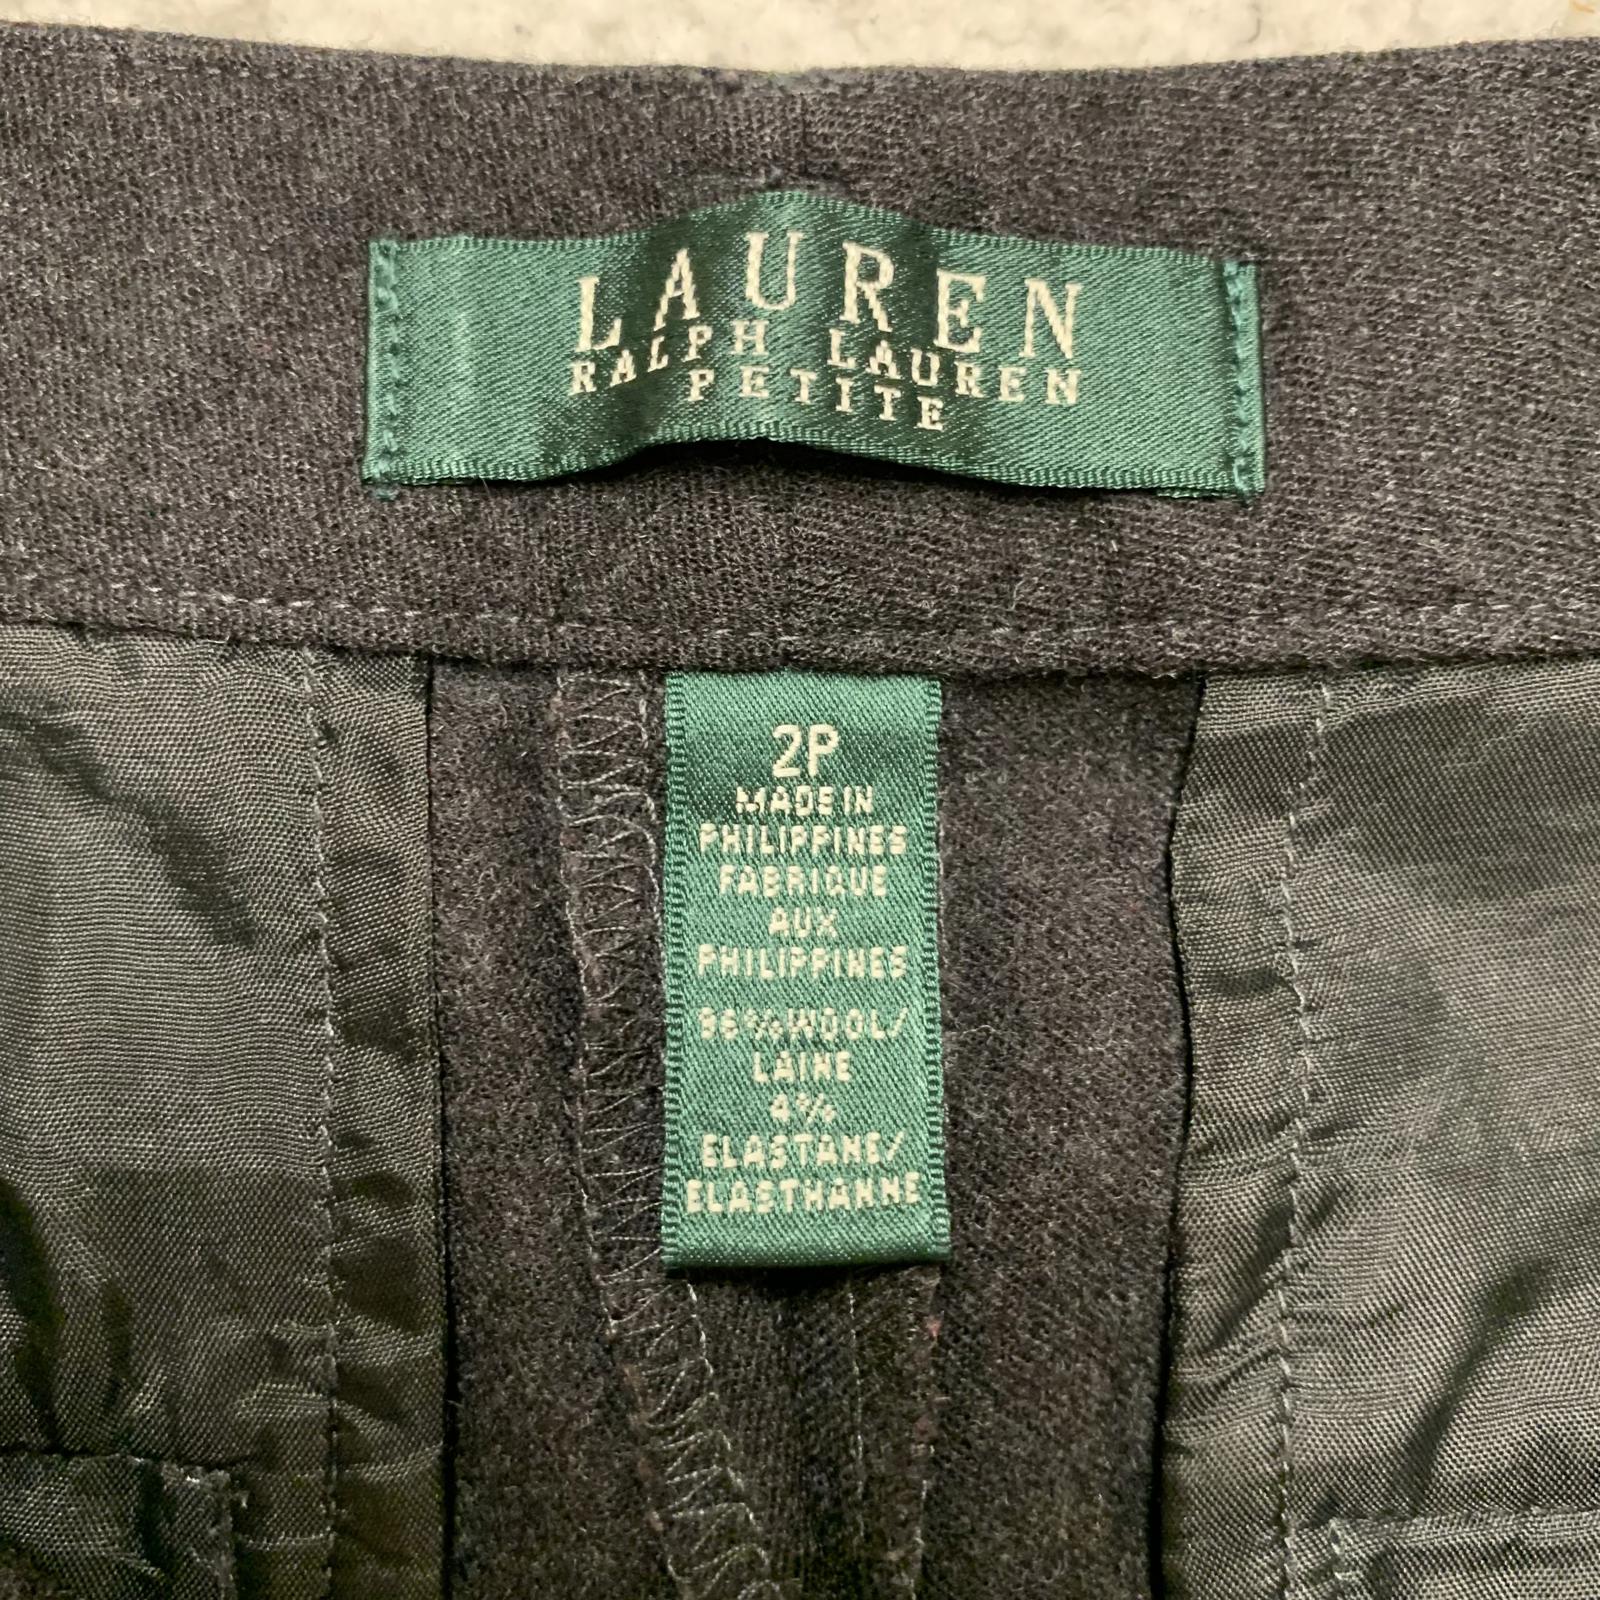 LAUREN
RALPH LAUREN
PETITE
2P
MADE IN
PHILIPPINES
FABRIQUE
AUX
PHILIPPINES
96% WOOL/
LAINE
4%
ELASTANE/
ELASTHANNE